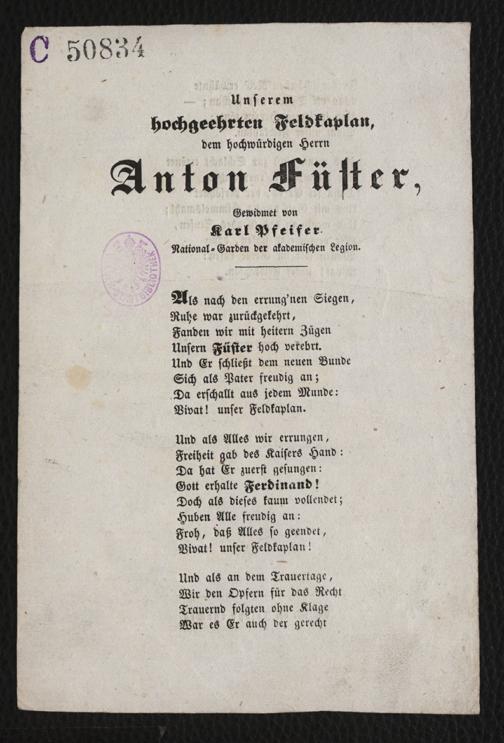 C 50834
Unserem
hochgeehrten Feldkaplan,
dem hochwürdigen Herrn
Anton Füster,
Gewidmet von
Karl Pfeifer.
National-Garden der akademischen Legion.
Als nach den errung'nen Siegen,
Ruhe war zurückgekehrt,
Fanden wir mit heitern Zügen
Unsern Füster hoch verehrt.
Und Er schließt dem neuen Bunde
Sich als Pater freudig an;
Da erschallt aus jedem Munde:
Vivat! unser Feldkaplan.
Und als Alles wir errungen,
Freiheit gab des Kaisers Hand:
Da hat Er zuerst gesungen:
Gott erhalte Ferdinand!
Doch als dieses kaum vollendet;
Huben Alle freudig an:
Froh, daß Alles so geendet,
Vivat! unser Feldkaplan!
Und als an dem Trauertage,
Wir den Opfern für das Recht
Trauernd folgten ohne Klage
War es Er auch der gerecht